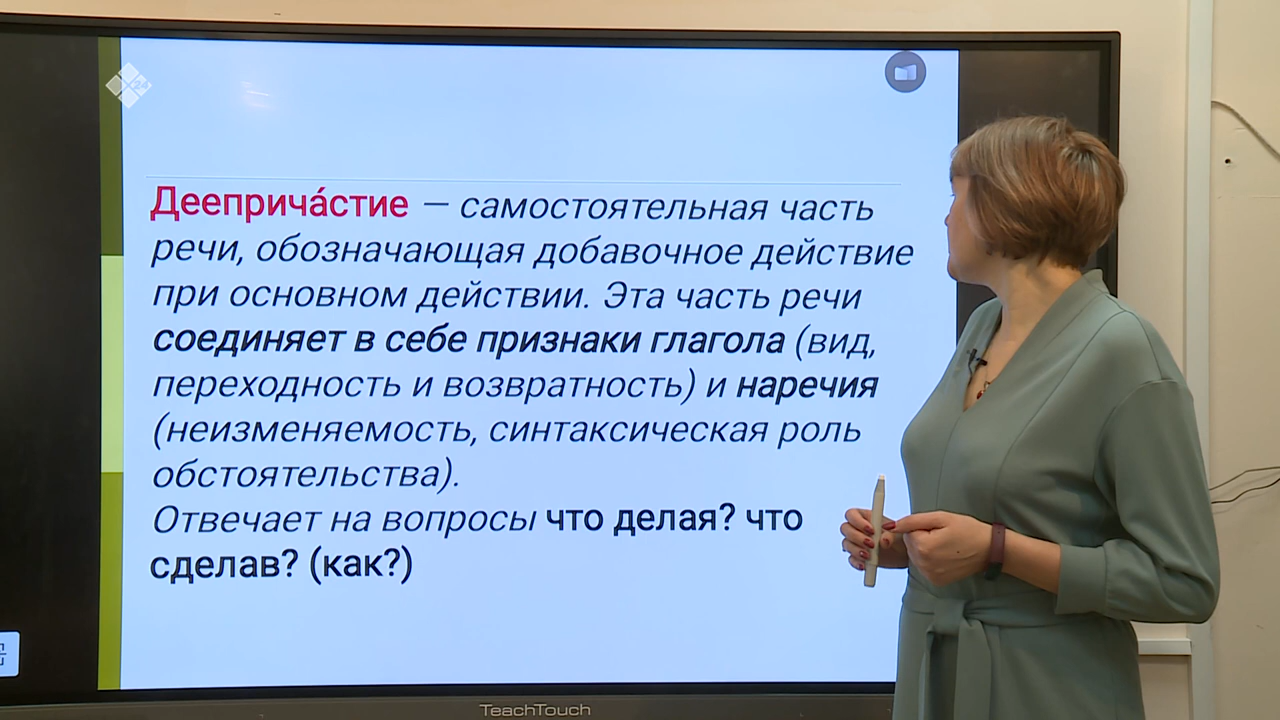 24
Дееприча́стие – самостоятельная часть
речи, обозначающая добавочное действие
при основном действии. Эта часть речи
соединяет в себе признаки глагола (вид,
переходность и возвратность) и наречия
(неизменяемость, синтаксическая роль
обстоятельства).
Отвечает на вопросы что делая? что
сделав? (как?)
TeachTouch